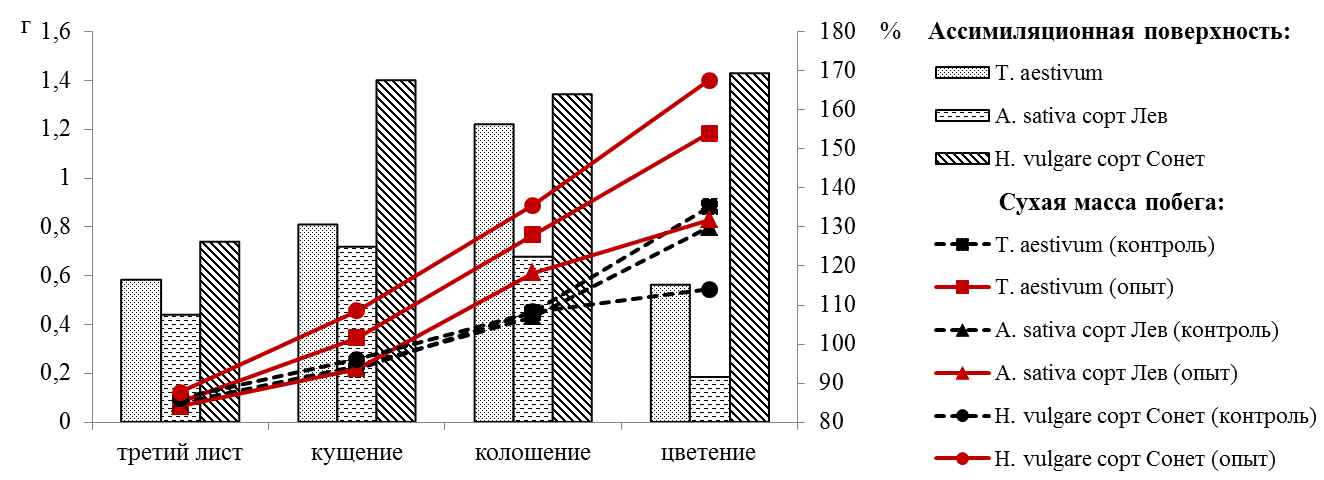 г
1,6
1,4
1,2
1
0,8
0,6
0,4
0,2
0
180
170
160
150
140
130
120
110
100
90
80
%
третий лист
кущение
колошение
цветение
Ассимиляционная поверхность:
T. aestivum
A. sativa сорт Лев
H. vulgare сорт Сонет
Сухая масса побега:
T. aestivum (контроль)
T. aestivum (опыт)
A. sativa сорт Лев (контроль)
A. sativa сорт Лев (опыт)
H. vulgare сорт Сонет (контроль)
H. vulgare сорт Сонет (опыт)